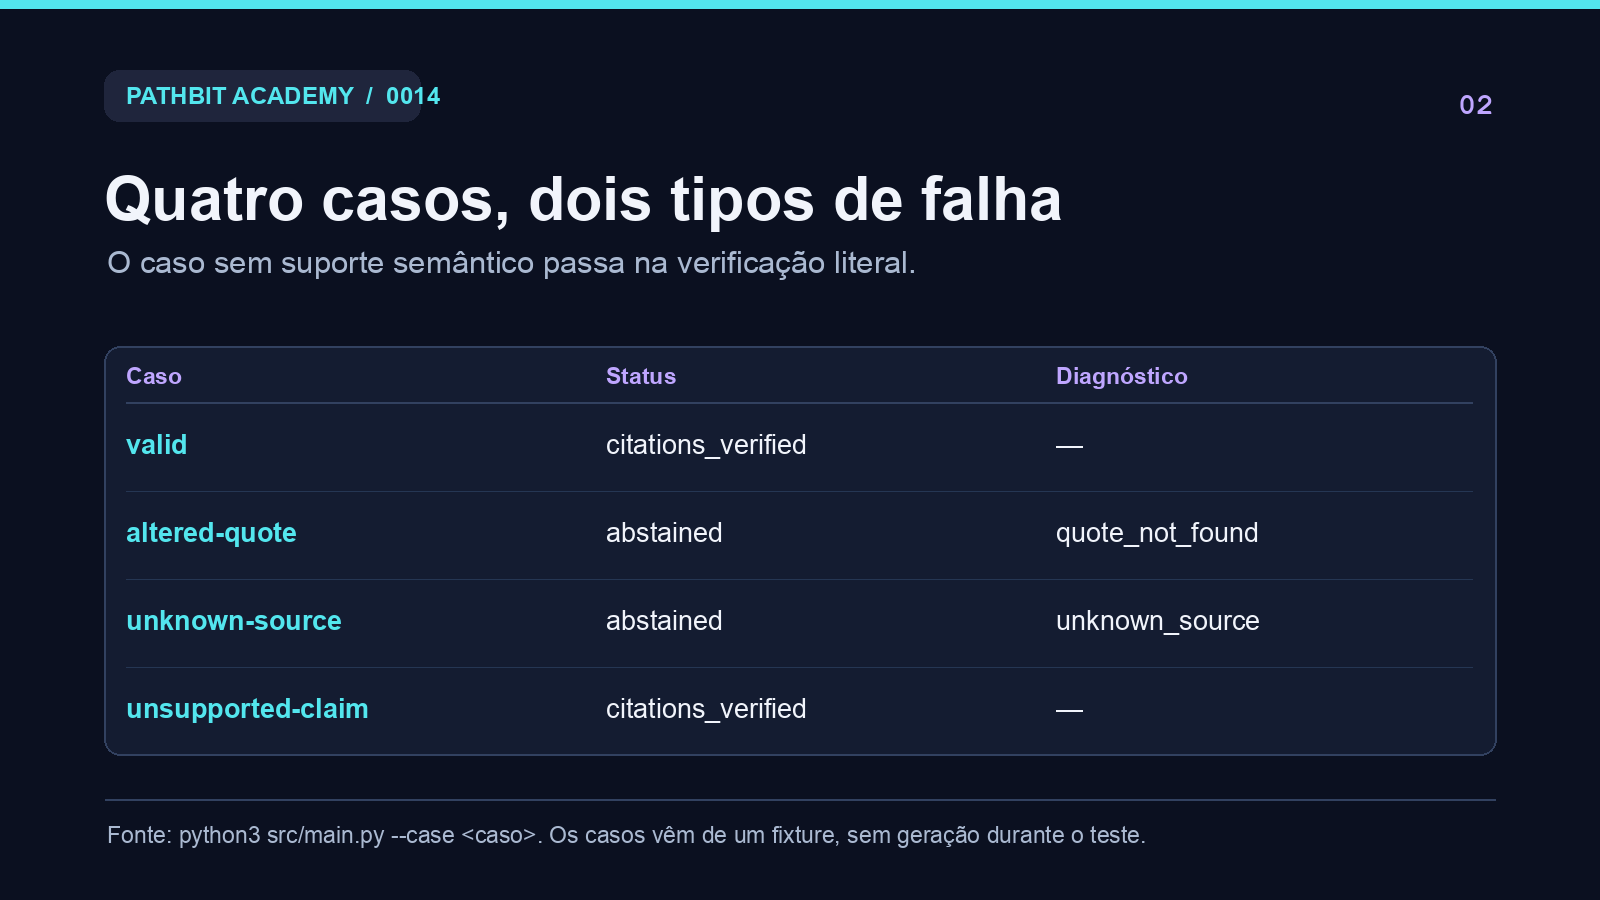 PATHBIT ACADEMY / 0014
02
Quatro casos, dois tipos de falha
O caso sem suporte semântico passa na verificação literal.
Caso Status Diagnóstico
valid citations_verified —
altered-quote abstained quote_not_found
unknown-source abstained unknown_source
unsupported-claim citations_verified —
Fonte: python3 src/main.py --case <caso>. Os casos vêm de um fixture, sem geração durante o teste.